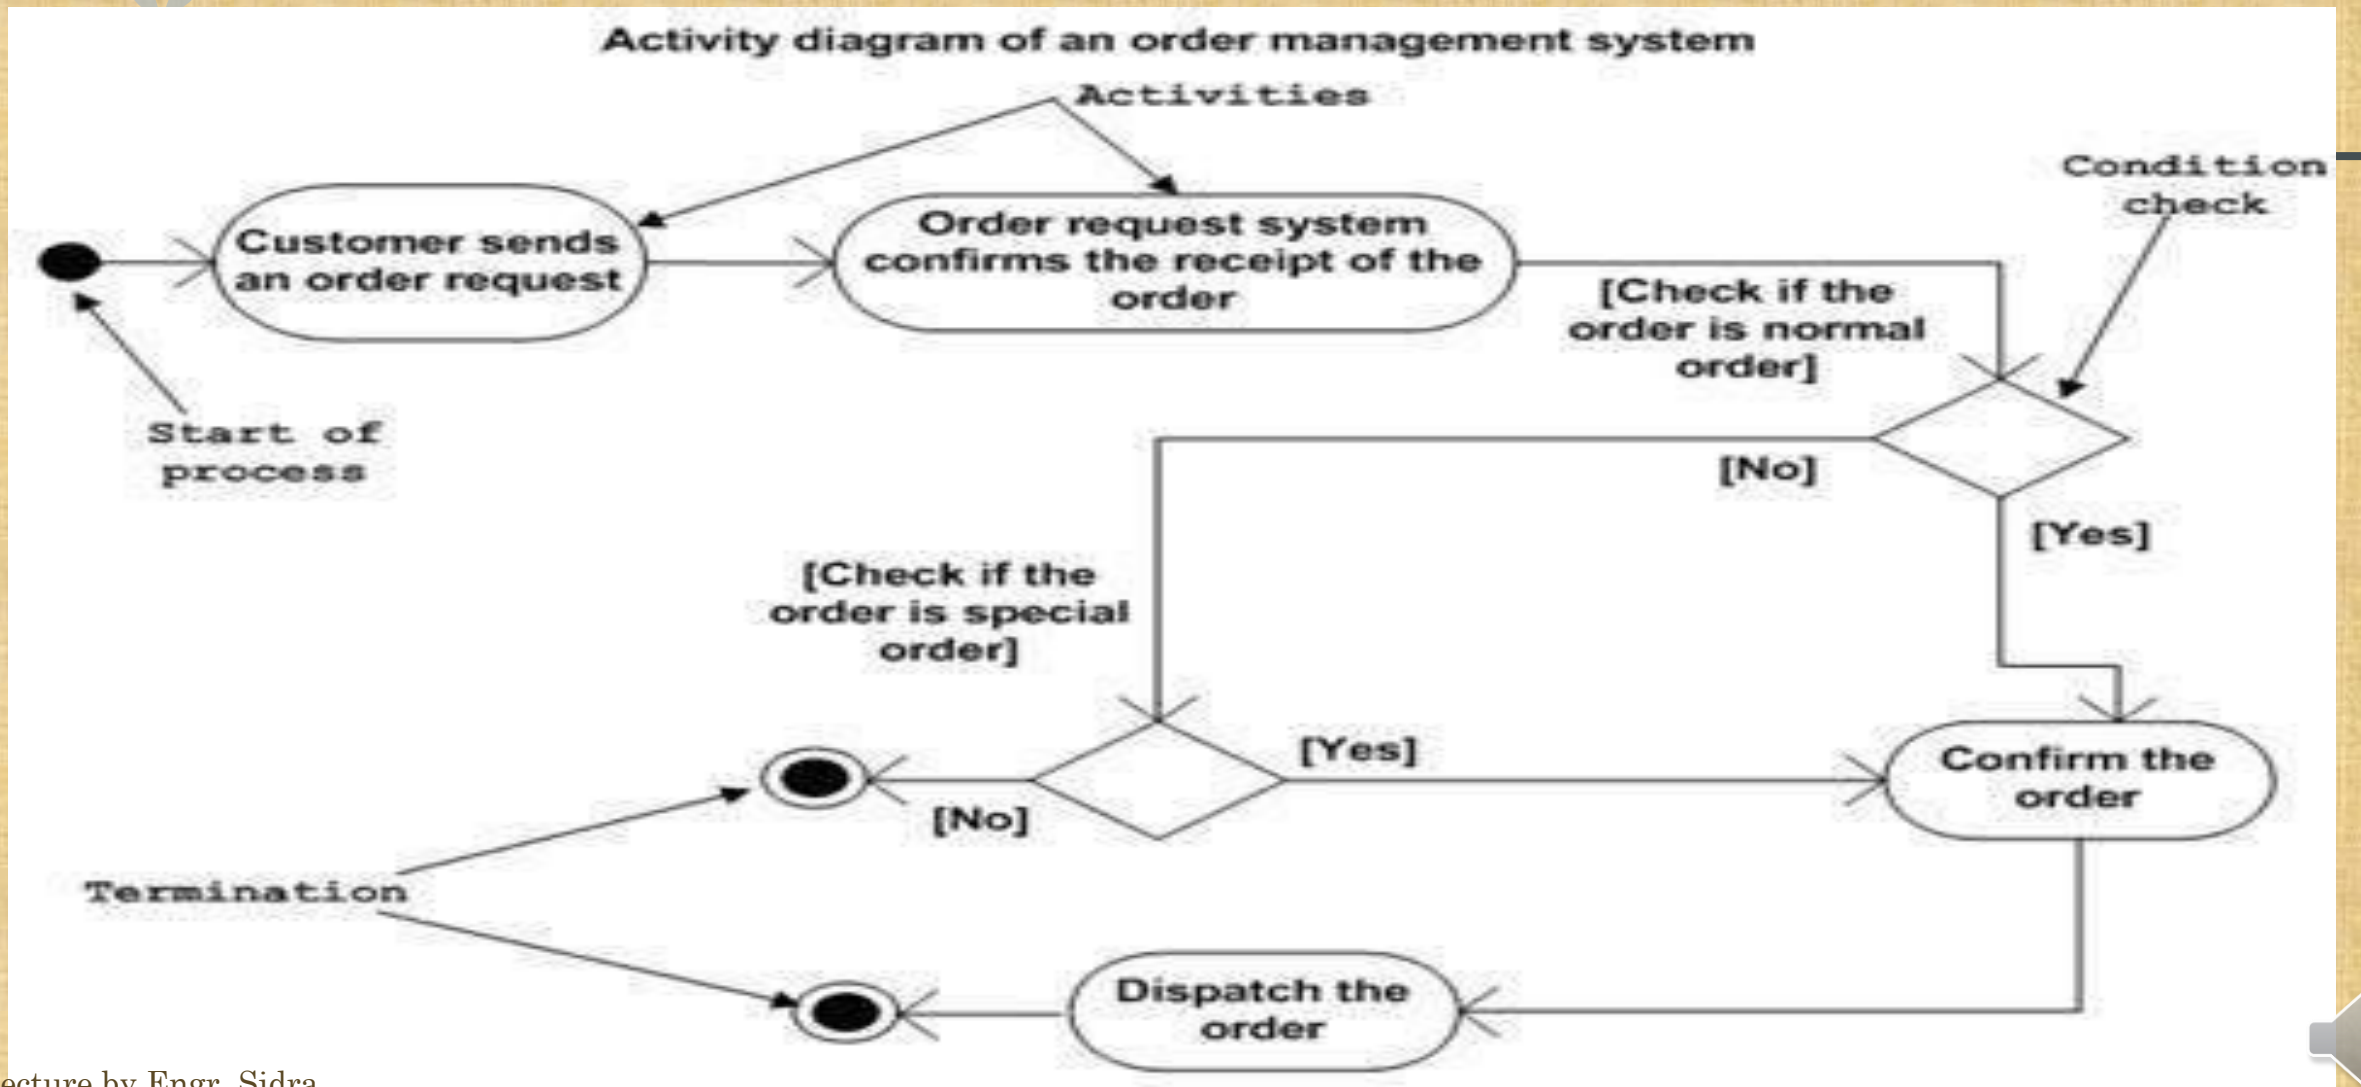 Activity diagram of an order management system
Activities
Condition
check
Customer sends
an order request
Order request system
confirms the receipt of the
order
[Check if the
order is normal
order]
Start of
process
[No]
[Yes]
[Check if the
order is special
order]
[Yes]
[No]
Confirm the
order
Termination
Dispatch the
order
ecture by Engr. Sidra